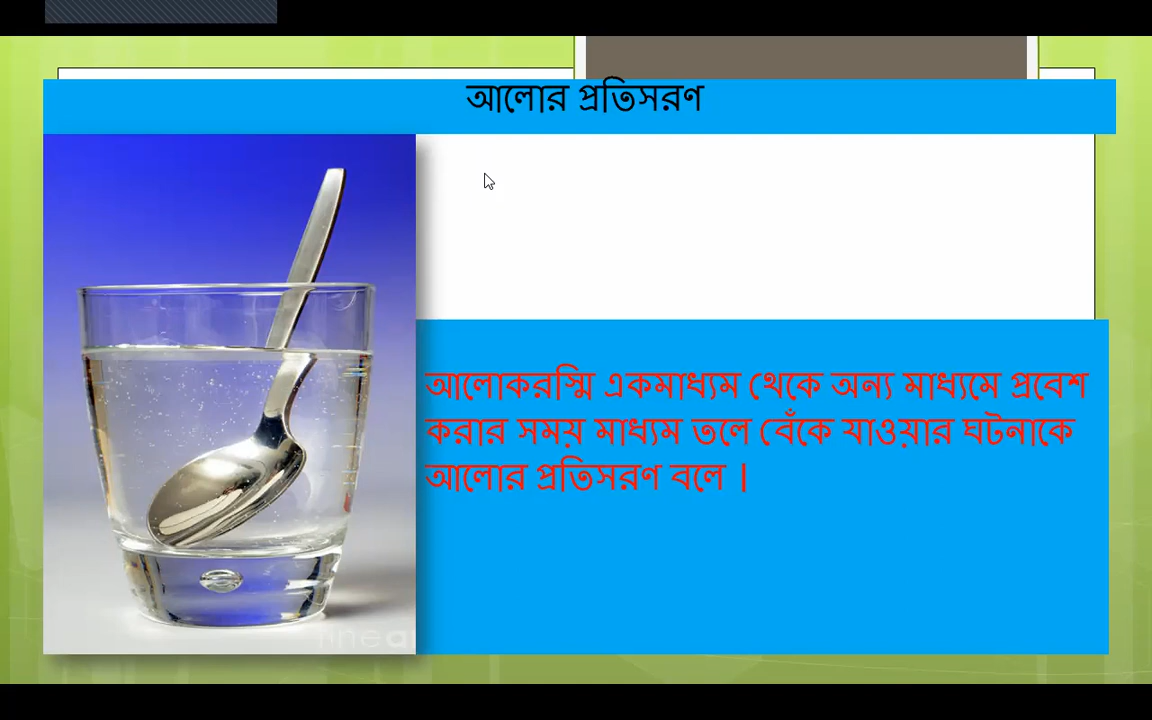 আলোর প্রতিসরণ
আলোকরস্মি একমাধ্যম থেকে অন্য মাধ্যমে প্রবেশ
করার সময় মাধ্যম তলে বেঁকে যাওয়ার ঘটনাকে
আলোর প্রতিসরণ বলে |